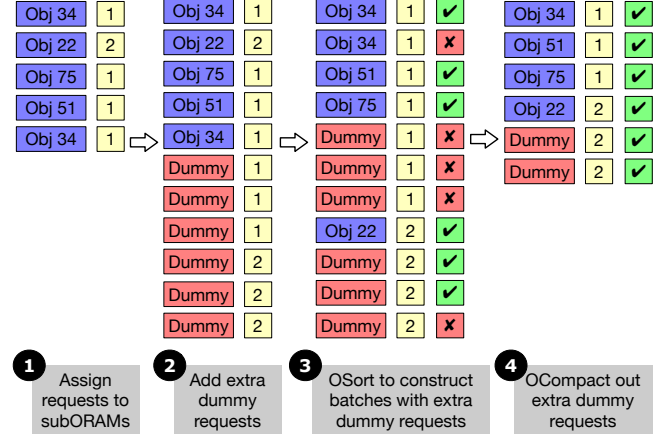 Obj 34 1
Obj 22 2
Obj 75 1
Obj 51 1
Obj 34 1
Obj 34 1
Obj 22 2
Obj 75 1
Obj 51 1
Obj 34 1
Dummy 1
Dummy 1
Dummy 1
Dummy 2
Dummy 2
Dummy 2
Obj 34 1 ✔
Obj 34 1 ✘
Obj 51 1 ✔
Obj 75 1 ✔
Dummy 1 ✘
Dummy 1 ✘
Dummy 1 ✘
Obj 22 2 ✔
Dummy 2 ✔
Dummy 2 ✔
Dummy 2 ✘
Obj 34 1 ✔
Obj 51 1 ✔
Obj 75 1 ✔
Obj 22 2 ✔
Dummy 2 ✔
Dummy 2 ✔
1
Assign
requests to
subORAMs
2
Add extra
dummy
requests
3
OSort to construct
batches with extra
dummy requests
4
OCompact out
extra dummy
requests